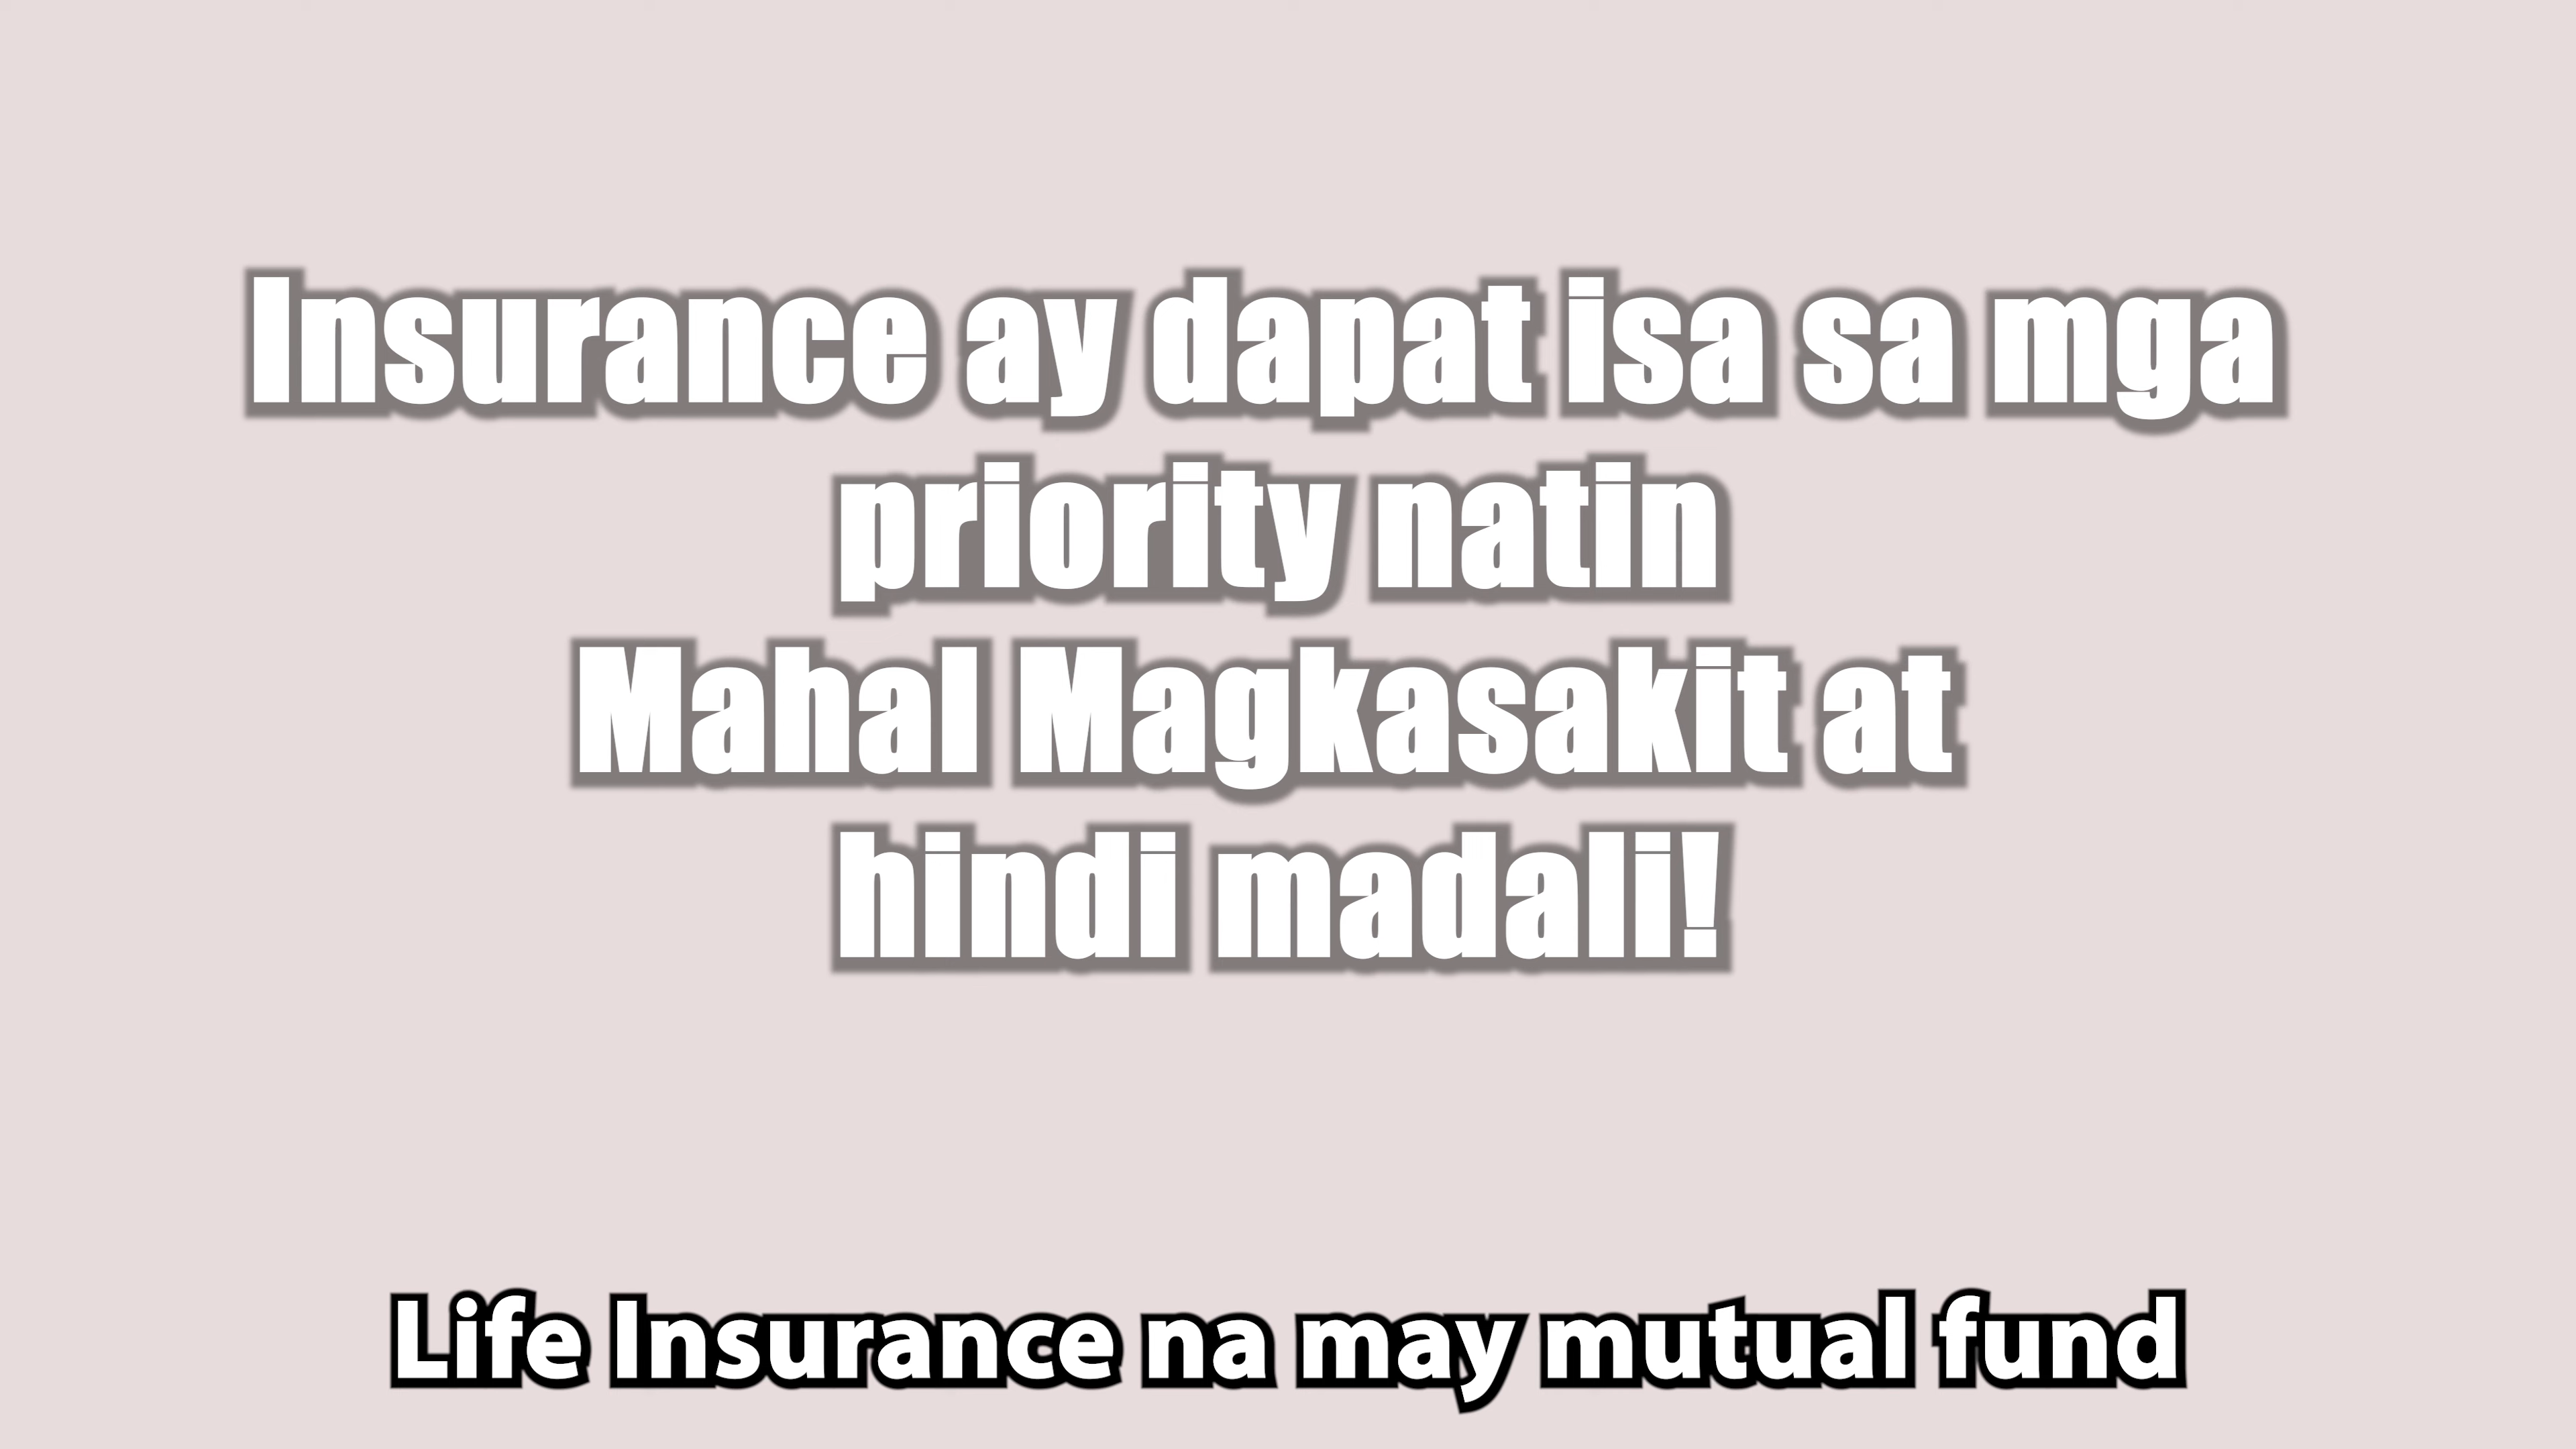 Insurance ay dapat isa sa mga
priority natin
Mahal Magkasakit at
hindi madali!
Life Insurance na may mutual fund